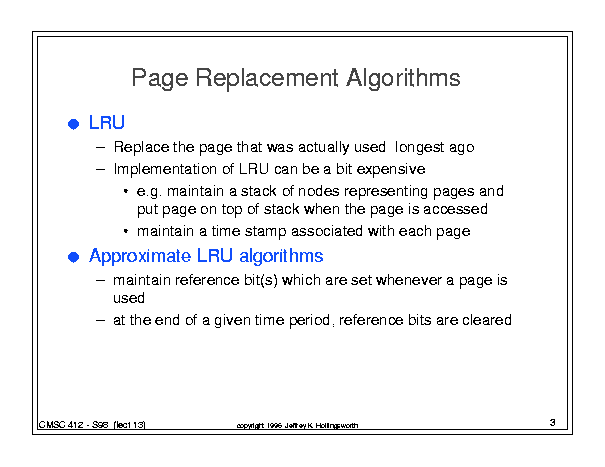 Page Replacement Algorithms
● LRU
– Replace the page that was actually used longest ago
– Implementation of LRU can be a bit expensive
• e.g. maintain a stack of nodes representing pages and
put page on top of stack when the page is accessed
• maintain a time stamp associated with each page
● Approximate LRU algorithms
– maintain reference bit(s) which are set whenever a page is
used
– at the end of a given time period, reference bits are cleared
CMSC 412 - S98 (lect 13)
copyright 1996 Jeffrey K. Hollingsworth
3